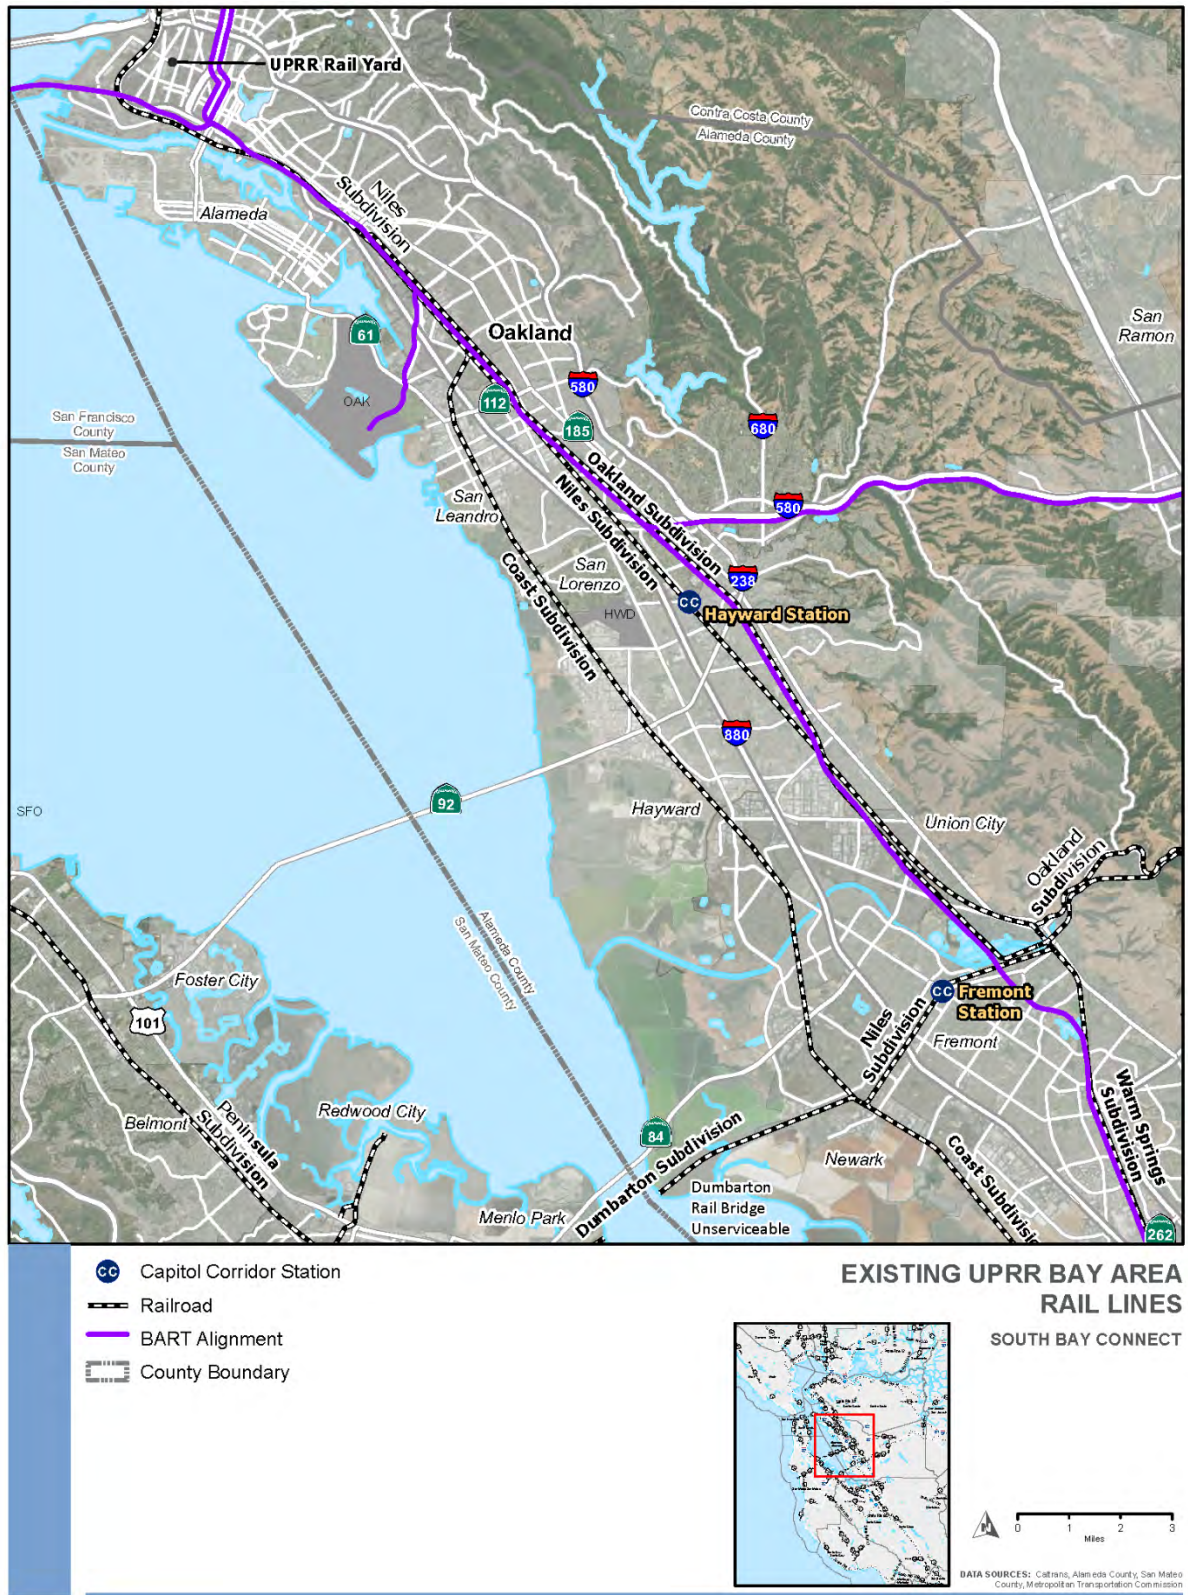 UPRR Rail Yard
Contra Costa County
Alameda County
Niles
Subdivision
Alameda
61
Oakland
San
Ramon
580
112
OAK
185
680
San Francisco
County
San Mateo
County
Oakland Subdivision
580
San
Leandro
Niles Subdivision
Coast Subdivision
San
Lorenzo
238
HWD
CC
Hayward Station
880
92
Hayward
SFO
Union City
Oakland
Subdivision
Alameda County
San Mateo County
Foster City
101
CC
Fremont
Station
Niles
Subdivision
Fremont
Belmont
Peninsula
Subdivision
Redwood City
84
Warm Springs
Subdivision
Dumbarton Subdivision
Newark
Coast Subdivisio
Menlo Park
Dumbarton
Rail Bridge
Unserviceable
262
CC Capitol Corridor Station
Railroad
BART Alignment
County Boundary
EXISTING UPRR BAY AREA
RAIL LINES
SOUTH BAY CONNECT
N
0 1 2 3
Miles
DATA SOURCES: Caltrans, Alameda County, San Mateo
County, Metropolitan Transportation Commission